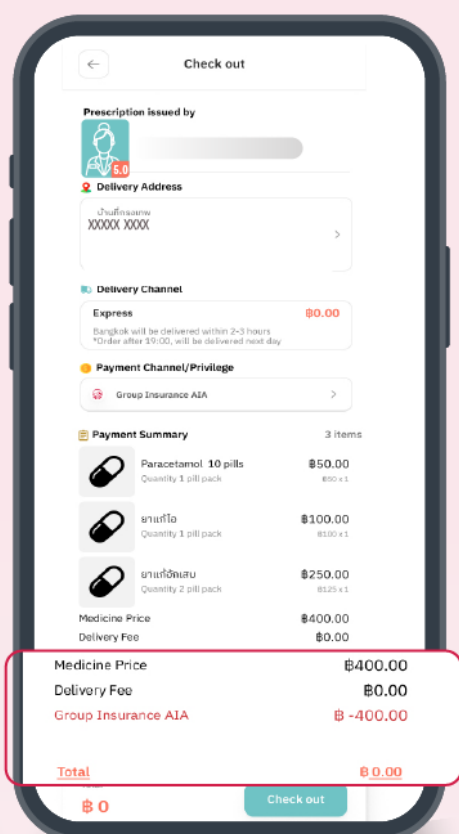 Check out
Prescription issued by
5.0
Delivery Address
บ้านที่กรุงเทพ
XXXXX XXXX
Delivery Channel
Express ฿0.00
Bangkok will be delivered within 2-3 hours
*Order after 19:00, will be delivered next day
Payment Channel/Privilege
Group Insurance AIA
Payment Summary 3 items
Paracetamol 10 pills ฿50.00
Quantity 1 pill pack ฿50 x1
ยาแก้ไอ ฿100.00
Quantity 1 pill pack ฿100 x1
ยาแก้อักเสบ ฿250.00
Quantity 2 pill pack ฿125 x1
Medicine Price ฿400.00
Delivery Fee ฿0.00
Medicine Price ฿400.00
Delivery Fee ฿0.00
Group Insurance AIA ฿ -400.00
Total ฿ 0.00
฿ 0 Check out